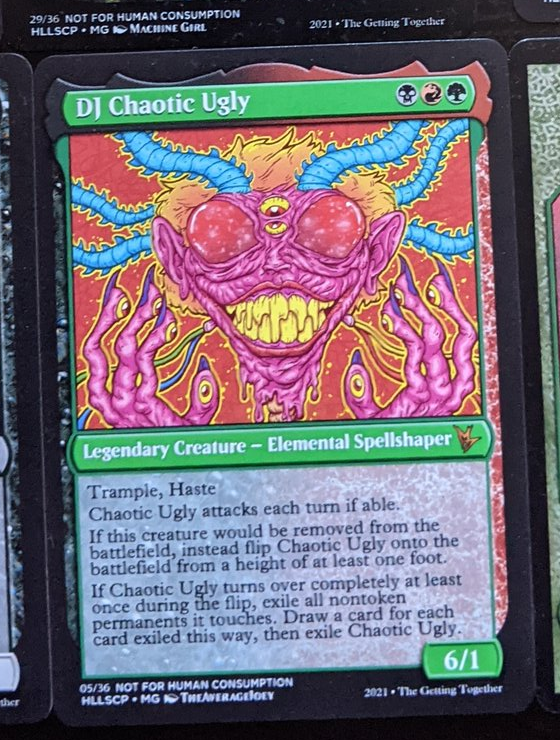 29/36 NOT FOR HUMAN CONSUMPTION
HLLSCP • MG MACHINE GIRL
2021 • The Getting Together
DJ Chaotic Ugly
Legendary Creature – Elemental Spellshaper
Trample, Haste
Chaotic Ugly attacks each turn if able.
If this creature would be removed from the
battlefield, instead flip Chaotic Ugly onto the
battlefield from a height of at least one foot.
If Chaotic Ugly turns over completely at least
once during the flip, exile all nontoken
permanents it touches. Draw a card for each
card exiled this way, then exile Chaotic Ugly.
6/1
05/36 NOT FOR HUMAN CONSUMPTION
HLLSCP • MG THEAVERAGEJOEY
2021 • The Getting Together